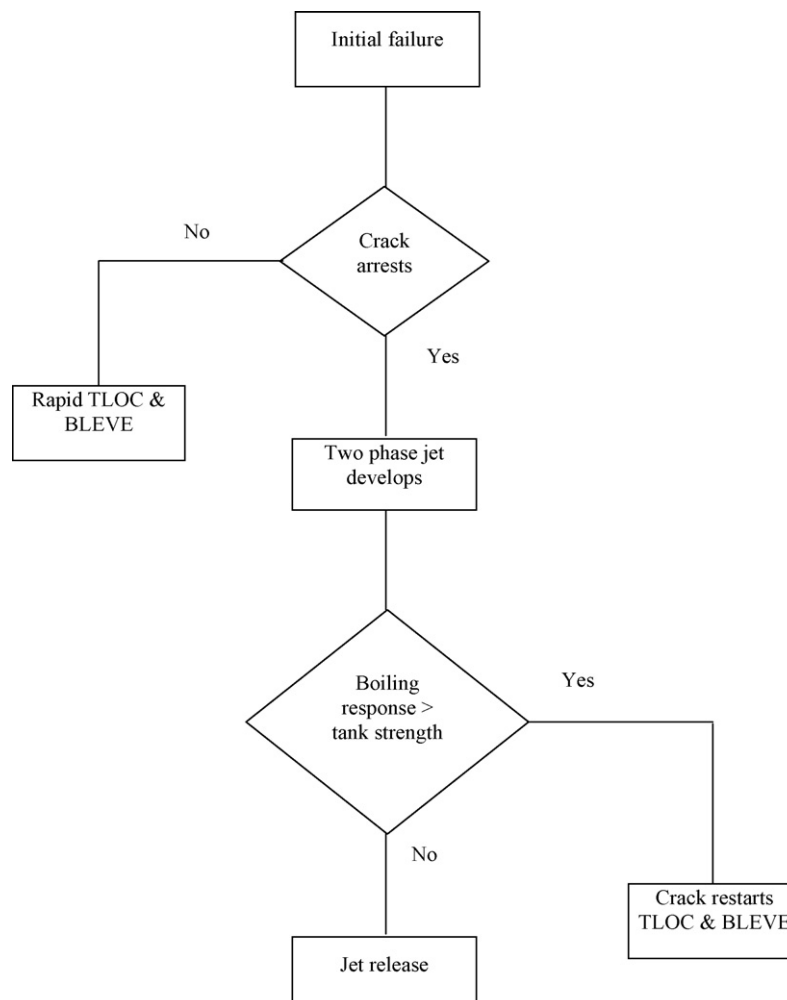 Initial failure
No
Crack
arrests
Yes
Rapid TLOC &
BLEVE
Two phase jet
develops
Boiling
response >
tank strength
Yes
No
Crack restarts
TLOC & BLEVE
Jet release